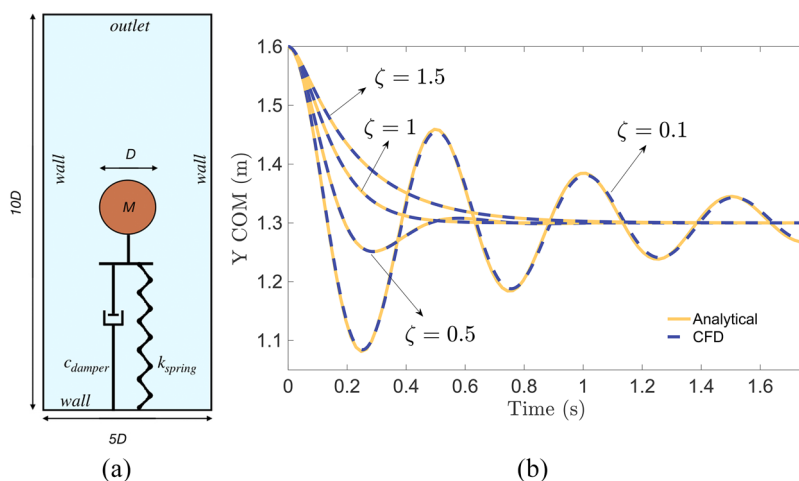 outlet
10D
wall
wall
D
M
c_damper
k_spring
wall
5D
(a)
1.6
1.5
1.4
1.3
1.2
1.1
Y COM (m)
ζ = 1.5
ζ = 1
ζ = 0.1
ζ = 0.5
Analytical
CFD
0 0.2 0.4 0.6 0.8 1 1.2 1.4 1.6
Time (s)
(b)